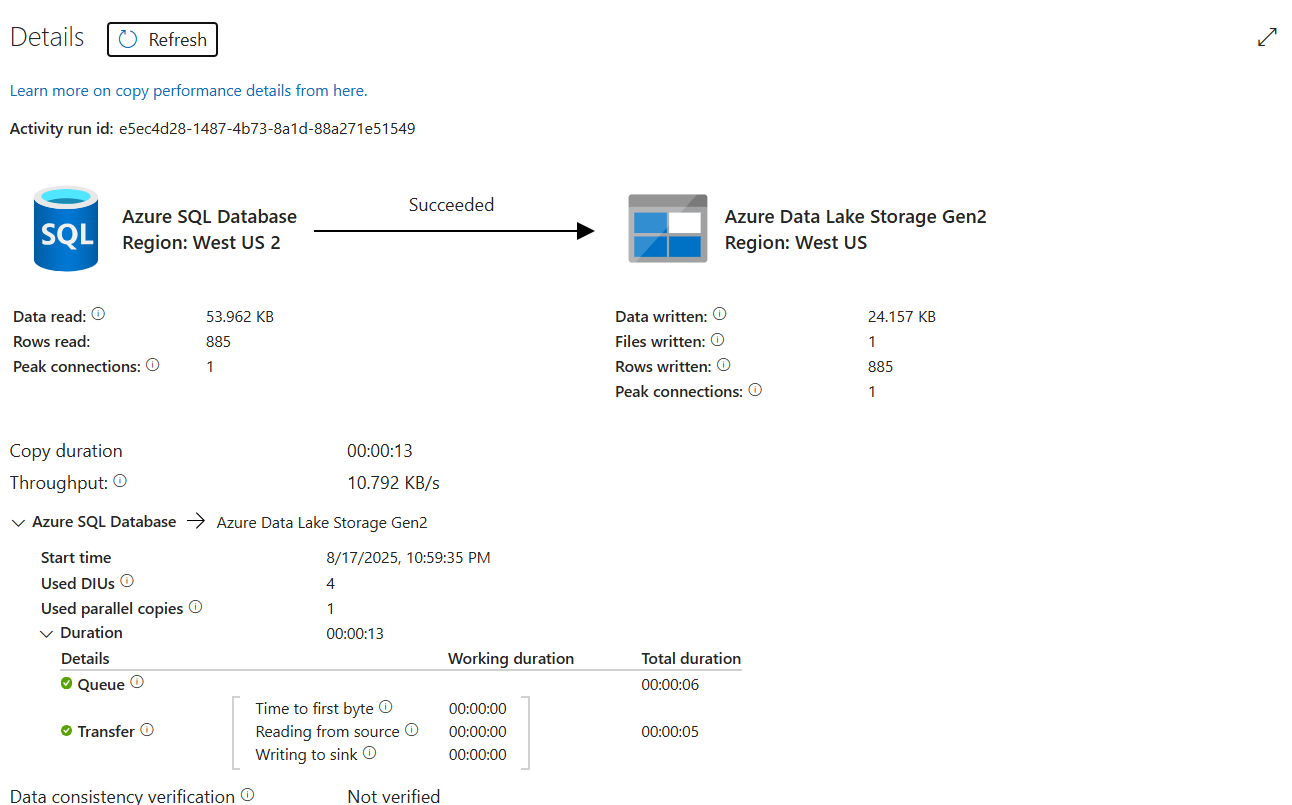 Details Refresh
Learn more on copy performance details from here.
Activity run id: e5ec4d28-1487-4b73-8a1d-88a271e51549
Succeeded
SQL
Azure SQL Database
Region: West US 2
Azure Data Lake Storage Gen2
Region: West US
Data read: 53.962 KB
Rows read: 885
Peak connections: 1
Data written: 24.157 KB
Files written: 1
Rows written: 885
Peak connections: 1
Copy duration 00:00:13
Throughput: 10.792 KB/s
Azure SQL Database → Azure Data Lake Storage Gen2
Start time 8/17/2025, 10:59:35 PM
Used DIUs 4
Used parallel copies 1
Duration 00:00:13
Details Working duration Total duration
Queue 00:00:06
Time to first byte 00:00:00
Transfer Reading from source 00:00:00 00:00:05
Writing to sink 00:00:00
Data consistency verification Not verified